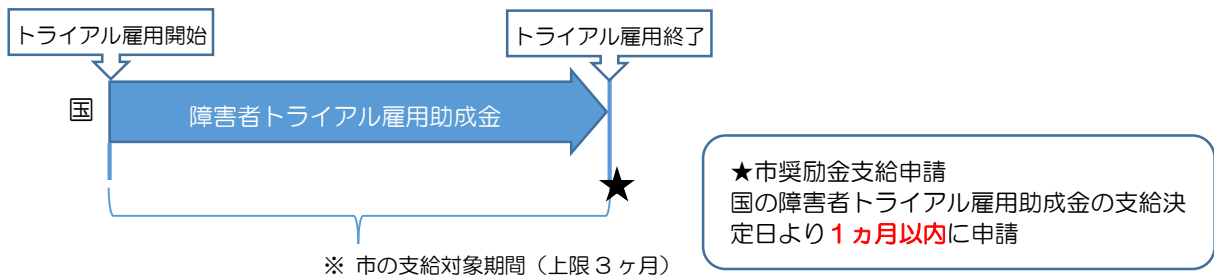 トライアル雇用開始
トライアル雇用終了
国
障害者トライアル雇用助成金
★
★市奨励金支給申請
国の障害者トライアル雇用助成金の支給決
定日より１ヵ月以内に申請
※ 市の支給対象期間（上限３ヶ月）